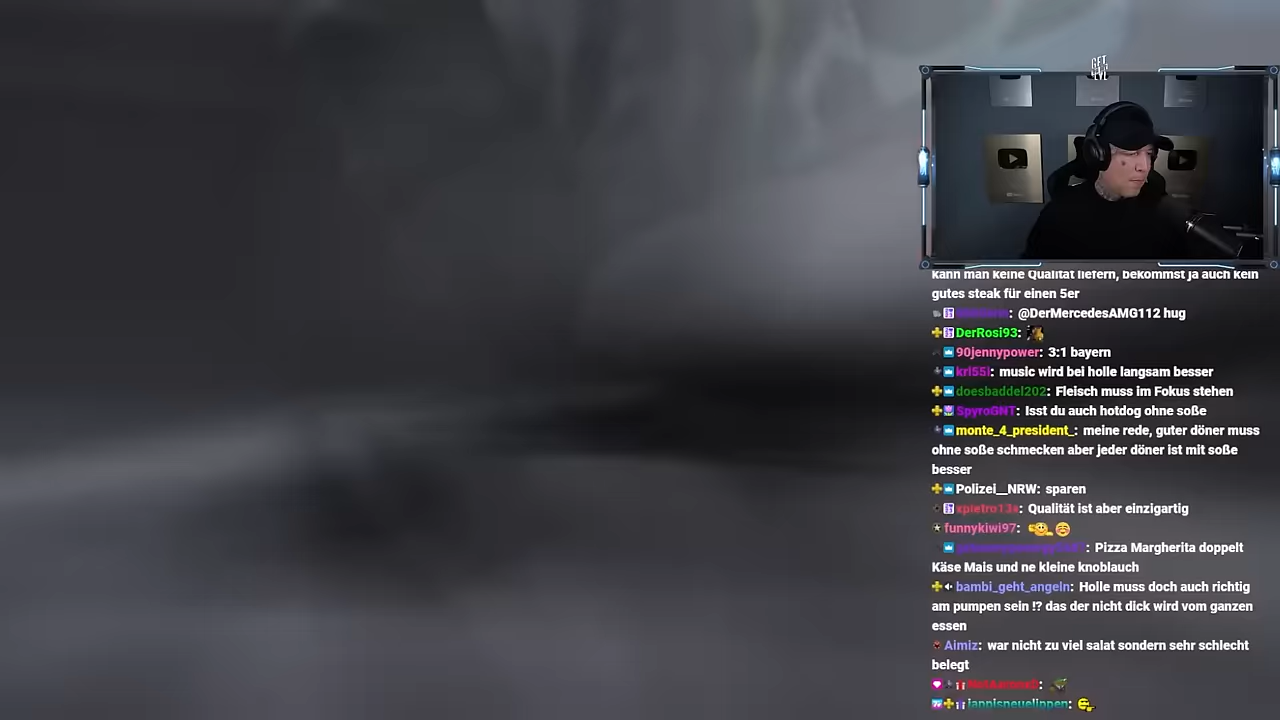 GET
LVL
kann man keine Qualität liefern, bekommst ja auch kein
gutes steak für einen 5er
: @DerMercedesAMG112 hug
DerRosi93:
90jennypower: 3:1 bayern
kri55i: music wird bei holle langsam besser
doesbaddel202: Fleisch muss im Fokus stehen
SpyroGNT: Isst du auch hotdog ohne soße
monte_4_president_: meine rede, guter döner muss
ohne soße schmecken aber jeder döner ist mit soße
besser
Polizei__NRW: sparen
xpietro13x: Qualität ist aber einzigartig
funnykiwi97:
: Pizza Margherita doppelt
Käse Mais und ne kleine knoblauch
bambi_geht_angeln: Holle muss doch auch richtig
am pumpen sein !? das der nicht dick wird vom ganzen
essen
Aimiz: war nicht zu viel salat sondern sehr schlecht
belegt
jappisneuelippen: